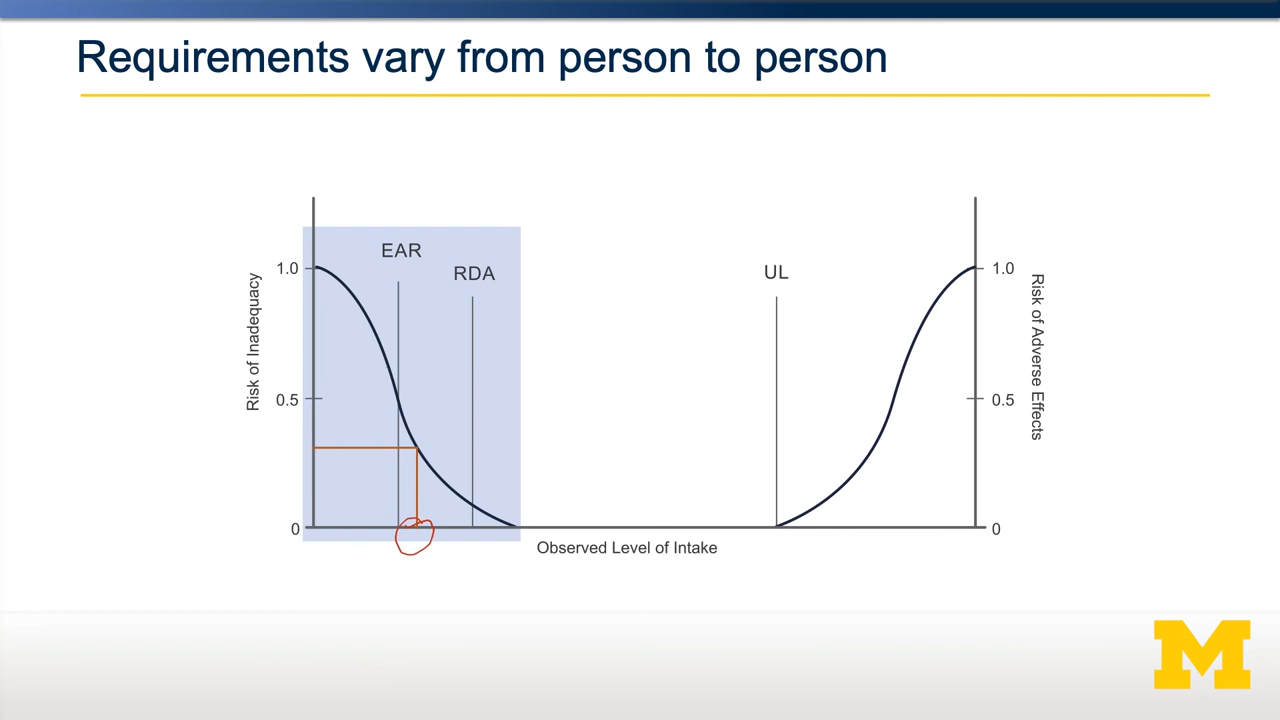 Requirements vary from person to person
EAR
RDA
UL
1.0
0.5
0
Risk of Inadequacy
1.0
0.5
0
Risk of Adverse Effects
Observed Level of Intake
M